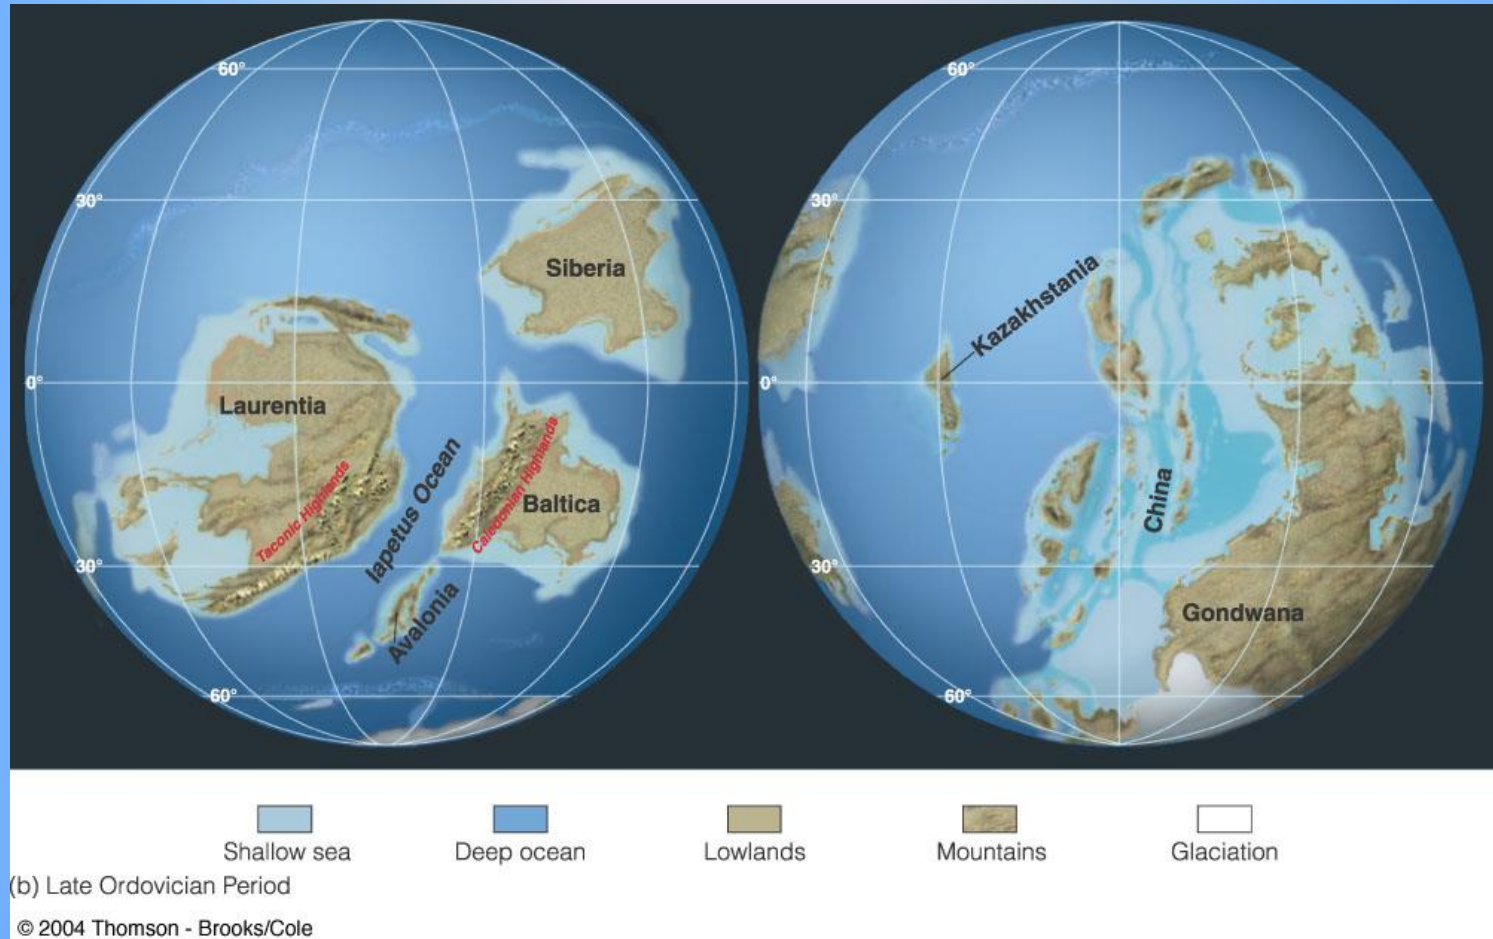 60°
30°
Siberia
0°
Laurentia
Taconic Highlands
Iapetus Ocean
Caledonian Highlands
Baltica
30°
Avalonia
60°
60°
30°
Kazakhstania
0°
China
30°
Gondwana
60°
Shallow sea
Deep ocean
Lowlands
Mountains
Glaciation
(b) Late Ordovician Period
© 2004 Thomson - Brooks/Cole